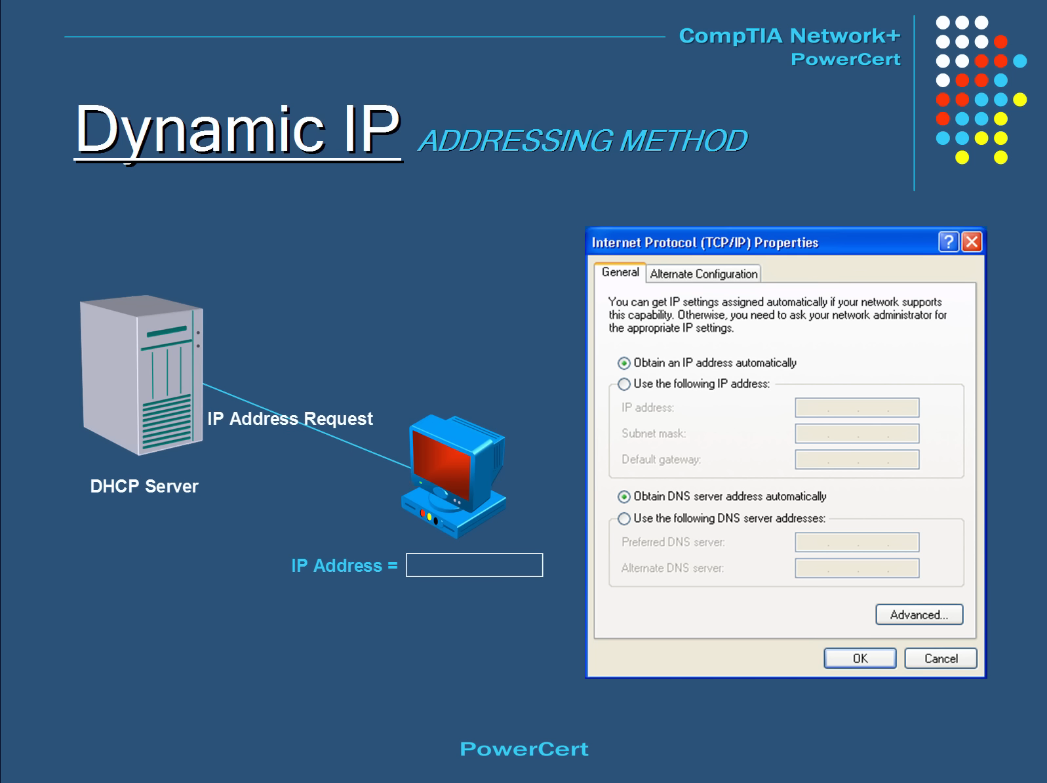 CompTIA Network+
PowerCert
Dynamic IP ADDRESSING METHOD
Internet Protocol (TCP/IP) Properties
General Alternate Configuration
You can get IP settings assigned automatically if your network supports
this capability. Otherwise, you need to ask your network administrator for
the appropriate IP settings.
Obtain an IP address automatically
Use the following IP address:
IP address:
Subnet mask:
Default gateway:
Obtain DNS server address automatically
Use the following DNS server addresses:
Preferred DNS server:
Alternate DNS server:
Advanced...
OK Cancel
IP Address Request
DHCP Server
IP Address =
PowerCert